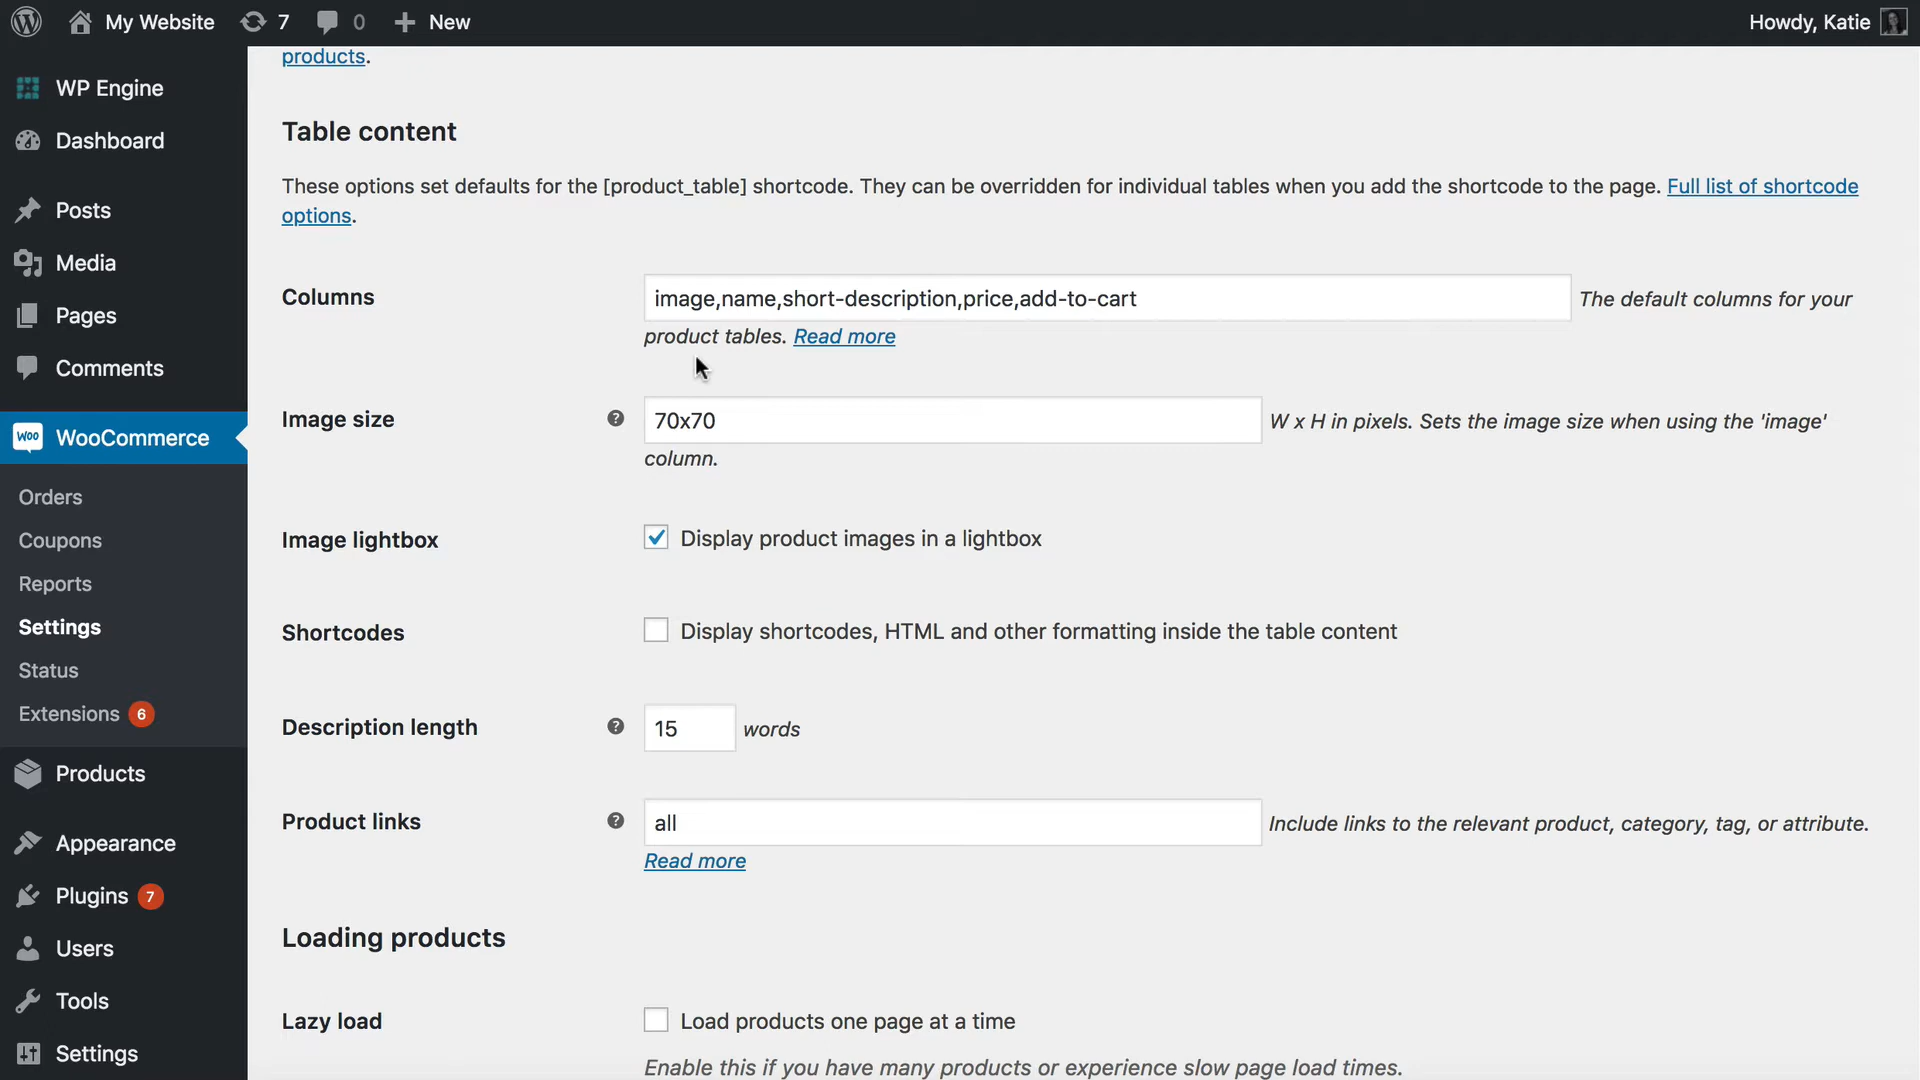 My Website 7 0 New Howdy, Katie
WP Engine
Dashboard
Posts
Media
Pages
Comments
Woo WooCommerce
Orders
Coupons
Reports
Settings
Status
Extensions 6
Products
Appearance
Plugins 7
Users
Tools
Settings
products.
Table content
These options set defaults for the [product_table] shortcode. They can be overridden for individual tables when you add the shortcode to the page. Full list of shortcode
options.
Columns image,name,short-description,price,add-to-cart The default columns for your
product tables. Read more
Image size ? 70x70 W x H in pixels. Sets the image size when using the 'image'
column.
Image lightbox Display product images in a lightbox
Shortcodes Display shortcodes, HTML and other formatting inside the table content
Description length ? 15 words
Product links ? all Include links to the relevant product, category, tag, or attribute.
Read more
Loading products
Lazy load Load products one page at a time
Enable this if you have many products or experience slow page load times.